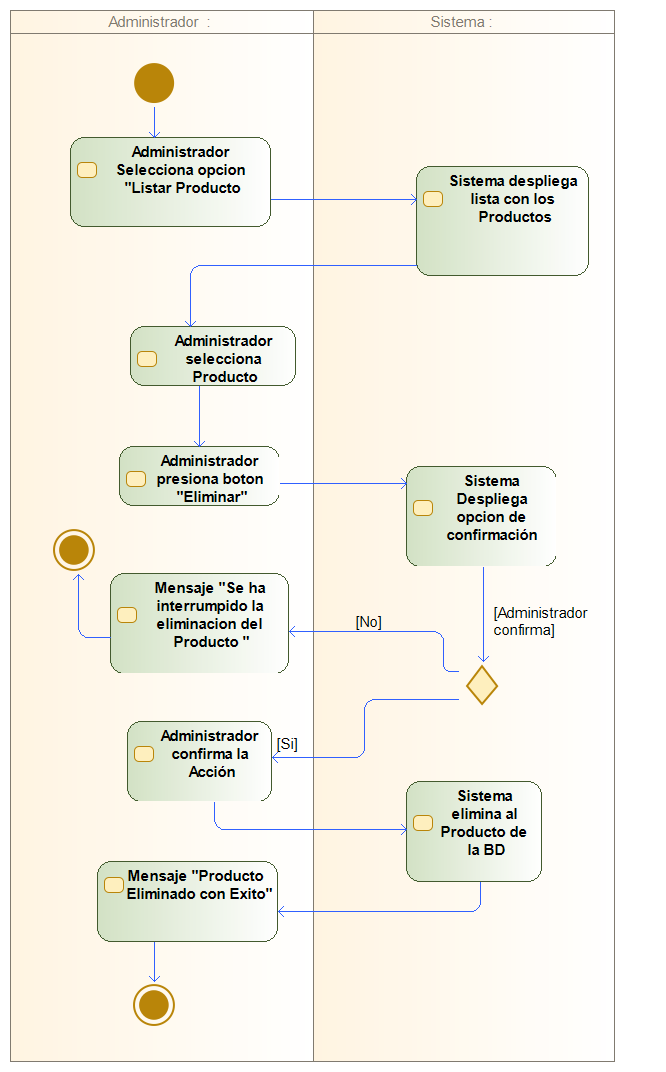 Administrador :
Sistema :
Administrador
Selecciona opcion
"Listar Producto
Sistema despliega
lista con los
Productos
Administrador
selecciona
Producto
Administrador
presiona boton
"Eliminar"
Sistema
Despliega
opcion de
confirmación
Mensaje "Se ha
interrumpido la
eliminacion del
Producto "
[No]
[Administrador
confirma]
Administrador
confirma la
Acción
[Si]
Sistema
elimina al
Producto de
la BD
Mensaje "Producto
Eliminado con Exito"